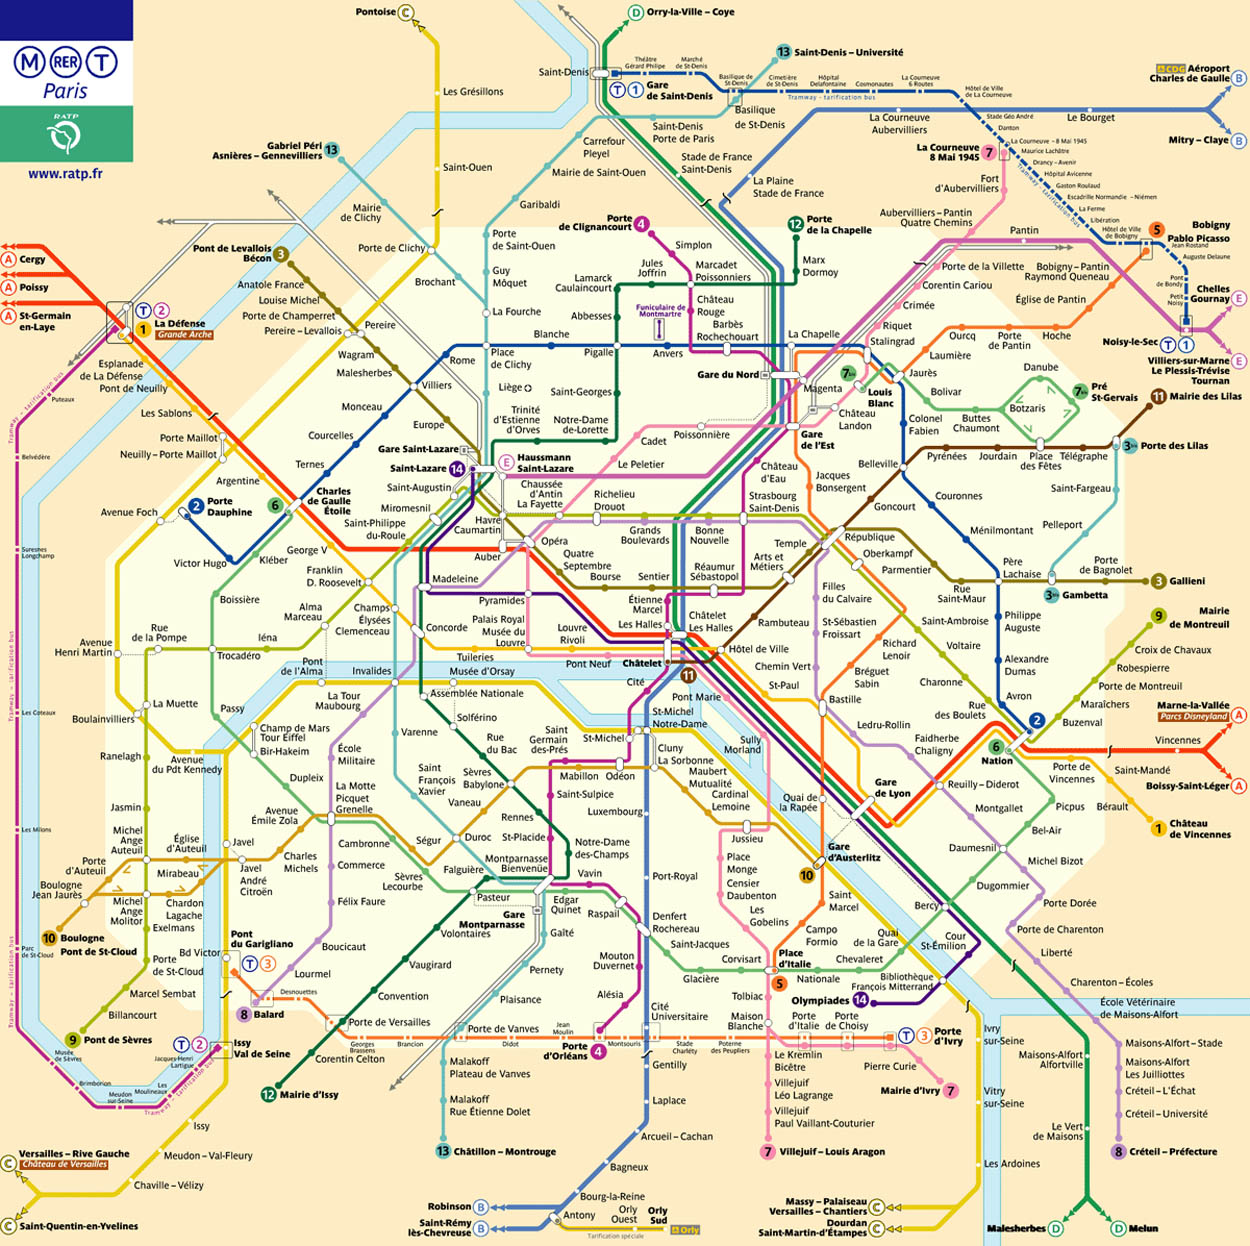 M RER T
Paris
RATP
www.ratp.fr
Pontoise C
D Orry-la-Ville – Coye
Les Grésillons
Saint-Ouen
Saint-Denis
T 1 Gare
de Saint-Denis
Théâtre
Gérard Philipe
Marché
de St-Denis
Basilique
de St-Denis
Cimetière
de St-Denis
Hôpital
Delafontaine
Cosmonautes
La Courneuve
6 Routes
Hôtel de Ville
de La Courneuve
Tramway - tarification bus
Stade Géo André
Danton
La Courneuve – 8 Mai 1945
Maurice Lachâtre
Drancy – Avenir
Hôpital Avicenne
Gaston Roulaud
Escadrille Normandie – Niémen
La Ferme
Libération
Hôtel de Ville
de Bobigny
Jean Rostand
Auguste Delaune
Pont
de Bondy
Petit
Noisy
Noisy-le-Sec
T 1
13 Saint-Denis – Université
Basilique
de St-Denis
Saint-Denis
Porte de Paris
Carrefour
Pleyel
Mairie de Saint-Ouen
Garibaldi
Porte
de Saint-Ouen
Guy
Môquet
La Fourche
Stade de France
Saint-Denis
La Plaine
Stade de France
La Courneuve
Aubervilliers
Le Bourget
CDG Aéroport
Charles de Gaulle B
Mitry – Claye B
Gabriel Péri
Asnières – Gennevilliers 13
Mairie
de Clichy
Porte de Clichy
Brochant
La Courneuve
8 Mai 1945 7
Fort
d'Aubervilliers
Aubervilliers – Pantin
Quatre Chemins
Porte de la Villette
Corentin Cariou
Crimée
Riquet
Stalingrad
Pantin
Bobigny
Pablo Picasso
5
Bobigny – Pantin
Raymond Queneau
Église de Pantin
Hoche
Porte
de Pantin
Ourcq
Laumière
Jaurès
Chelles
Gournay E
Villiers-sur-Marne
Le Plessis-Trévise
Tournan E
Porte
de Clignancourt 4
Simplon
Jules
Joffrin
Marcadet
Poissonniers
Château
Rouge
Barbès
Rochechouart
12 Porte
de la Chapelle
Marx
Dormoy
Lamarck
Caulaincourt
Abbesses
Funiculaire de
Montmartre
Pigalle
Anvers
Blanche
Place
de Clichy
La Chapelle
Gare du Nord
Magenta
Château
Landon
Louis
Blanc
7bis
Gare
de l'Est
Bolivar
Buttes
Chaumont
Botzaris
Danube
7bis Pré
St-Gervais
Place
des Fêtes
Pyrénées
Jourdain
Télégraphe
11 Mairie des Lilas
3bis Porte des Lilas
Saint-Fargeau
Pelleport
3bis Gambetta
Porte
de Bagnolet
3 Gallieni
Colonel
Fabien
Belleville
Couronnes
Ménilmontant
Père
Lachaise
Philippe
Auguste
Alexandre
Dumas
Avron
2
6
Nation
A Cergy
A Poissy
A St-Germain
en-Laye
T 2
1 La Défense
Grande Arche
Esplanade
de La Défense
Pont de Neuilly
Les Sablons
Porte Maillot
Neuilly – Porte Maillot
Argentine
Charles
de Gaulle
Étoile
6
George V
Franklin
D. Roosevelt
Champs
Élysées
Clemenceau
Concorde
Tuileries
Palais Royal
Musée du
Louvre
Louvre
Rivoli
Pont de Levallois
Bécon 3
Anatole France
Louise Michel
Porte de Champerret
Pereire – Levallois
Pereire
Wagram
Malesherbes
Villiers
Europe
Rome
Monceau
Courcelles
Ternes
2 Porte
Dauphine
Victor Hugo
Avenue Foch
Kléber
Boissière
Trocadéro
Iéna
Alma
Marceau
Rue
de la Pompe
Avenue
Henri Martin
Passy
La Muette
Boulainvilliers
Ranelagh
Jasmin
Avenue
du Pdt Kennedy
Champ de Mars
Tour Eiffel
Bir-Hakeim
Dupleix
La Motte
Picquet
Grenelle
Avenue
Émile Zola
Charles
Michels
Javel
Javel
André
Citroën
Église
d'Auteuil
Michel
Ange
Auteuil
Mirabeau
Porte
d'Auteuil
Boulogne
Jean Jaurès
Michel
Ange
Molitor
Chardon
Lagache
Exelmans
10 Boulogne
Pont de St-Cloud
Porte
de St-Cloud
Marcel Sembat
Billancourt
9 Pont de Sèvres
Liège
Saint-Georges
Trinité
d'Estienne
d'Orves
Notre-Dame
de-Lorette
Gare Saint-Lazare
Saint-Lazare 14
E Haussmann
Saint-Lazare
Saint-Augustin
Miromesnil
Saint-Philippe
du-Roule
Chaussée
d'Antin
La Fayette
Havre
Caumartin
Auber
Opéra
Madeleine
Pyramides
Quatre
Septembre
Bourse
Sentier
Réaumur
Sébastopol
Arts et
Métiers
Temple
République
Richelieu
Drouot
Grands
Boulevards
Bonne
Nouvelle
Strasbourg
Saint-Denis
Château
d'Eau
Jacques
Bonsergent
Poissonnière
Cadet
Le Peletier
Goncourt
Oberkampf
Parmentier
Rue
Saint-Maur
Saint-Ambroise
Voltaire
Charonne
Rue
des Boulets
Filles
du Calvaire
St-Sébastien
Froissart
Chemin Vert
Richard
Lenoir
Bréguet
Sabin
Bastille
Ledru-Rollin
Faidherbe
Chaligny
Rambuteau
Étienne
Marcel
Les Halles
Châtelet
Les Halles
Châtelet
11
Hôtel de Ville
St-Paul
Pont Neuf
Pont Marie
Sully
Morland
Cité
St-Michel
Notre-Dame
St-Michel
Cluny
La Sorbonne
Maubert
Mutualité
Cardinal
Lemoine
Jussieu
Place
Monge
Censier
Daubenton
Les
Gobelins
Place
d'Italie
5
9 Mairie
de Montreuil
Croix de Chavaux
Robespierre
Porte de Montreuil
Maraîchers
Buzenval
Marne-la-Vallée
Parcs Disneyland A
Vincennes
Boissy-Saint-Léger A
Porte de
Vincennes
Saint-Mandé
Bérault
1 Château
de Vincennes
Picpus
Bel-Air
Reuilly – Diderot
Montgallet
Daumesnil
Michel Bizot
Dugommier
Porte Dorée
Porte de Charenton
Liberté
Charenton – Écoles
École Vétérinaire
de Maisons-Alfort
Maisons-Alfort – Stade
Maisons-Alfort
Les Juilliottes
Créteil – L'Échat
Créteil – Université
8 Créteil – Préfecture
Gare
de Lyon
Quai de
la Rapée
Gare
d'Austerlitz
10
Saint
Marcel
Campo
Formio
Bercy
Cour
St-Émilion
Quai
de la Gare
Chevaleret
Nationale
Bibliothèque
François Mitterrand
Olympiades 14
Pont
de l'Alma
Invalides
Musée d'Orsay
Assemblée Nationale
Solférino
Rue
du Bac
Sèvres
Babylone
Rennes
Notre-Dame
des-Champs
St-Placide
Saint-Sulpice
Saint
Germain
des-Prés
Mabillon
Odéon
Luxembourg
Port-Royal
La Tour
Maubourg
École
Militaire
Varenne
Saint
François
Xavier
Vaneau
Duroc
Ségur
Cambronne
Sèvres
Lecourbe
Commerce
Félix Faure
Boucicaut
Lourmel
8 Balard
Falguière
Pasteur
Montparnasse
Bienvenüe
Gare
Montparnasse
Edgar
Quinet
Vavin
Raspail
Denfert
Rochereau
Saint-Jacques
Glacière
Corvisart
Gaîté
Pernety
Plaisance
Porte de Vanves
Malakoff
Plateau de Vanves
Malakoff
Rue Étienne Dolet
13 Châtillon – Montrouge
Volontaires
Vaugirard
Convention
Porte de Versailles
Corentin Celton
12 Mairie d'Issy
Mouton
Duvernet
Alésia
Porte
d'Orléans 4
Cité
Universitaire
Gentilly
Laplace
Arcueil – Cachan
Bagneux
Bourg-la-Reine
Robinson B
Saint-Rémy
lès-Chevreuse B
Antony
Orly
Ouest
Orly
Sud
Orly
Tarification spéciale
Tolbiac
Maison
Blanche
Porte
d'Italie
Porte
de Choisy
T 3 Porte
d'Ivry
Pierre Curie
Mairie d'Ivry 7
Le Kremlin
Bicêtre
Villejuif
Léo Lagrange
Villejuif
Paul Vaillant-Couturier
7 Villejuif – Louis Aragon
Pont
du Garigliano
Bd Victor
T 3
Desnouettes
Georges
Brassens
Brancion
Didot
Jean
Moulin
Montsouris
Stade
Charléty
Poterne
des Peupliers
T 2 Issy
Val de Seine
Jacques-Henri
Lartigue
Les
Moulineaux
Meudon
sur-Seine
Brimborion
Musée
de Sèvres
Parc
de St-Cloud
Les Milons
Les Coteaux
Suresnes
Longchamp
Belvédère
Puteaux
Tramway - tarification bus
Tramway - tarification bus
Tramway - tarification bus
Tramway - tarification bus
Tramway - tarification bus
Tramway - tarification bus
Issy
Meudon – Val-Fleury
Chaville – Vélizy
C Versailles – Rive Gauche
Château de Versailles
C Saint-Quentin-en-Yvelines
Ivry
sur-Seine
Vitry
sur-Seine
Les Ardoines
Massy – Palaiseau
Versailles – Chantiers C
Dourdan
Saint-Martin-d'Étampes C
Maisons-Alfort
Alfortville
Le Vert
de Maisons
Malesherbes D
D Melun